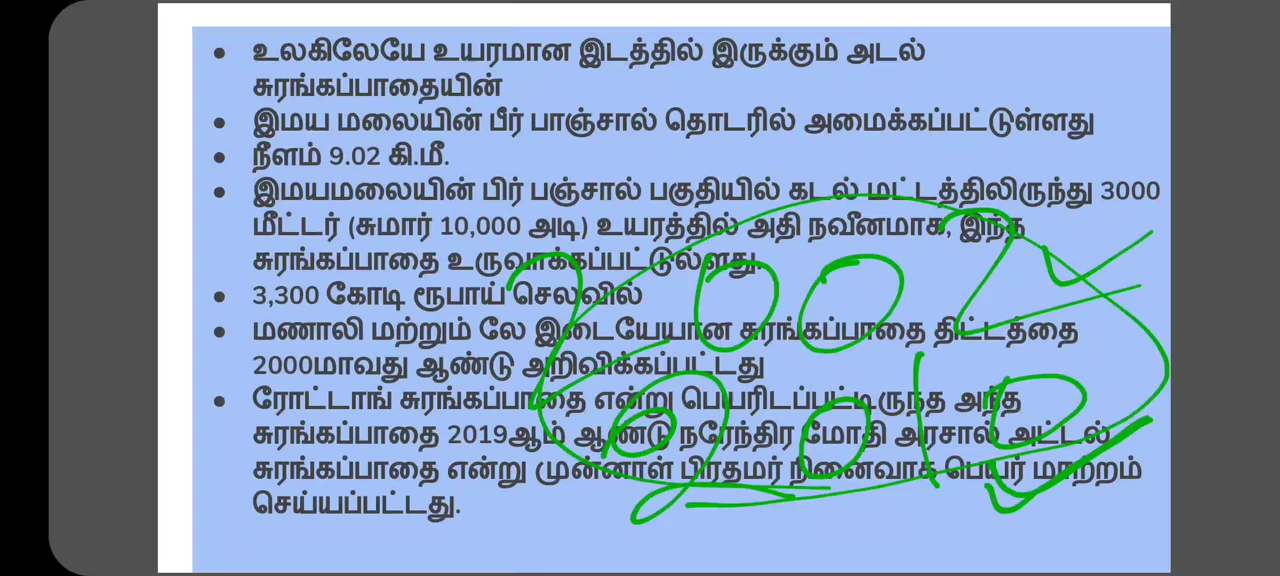 • உலகிலேயே உயரமான இடத்தில் இருக்கும் அடல்
சுரங்கப்பாதையின்
• இமய மலையின் பீர் பாஞ்சால் தொடரில் அமைக்கப்பட்டுள்ளது
• நீளம் 9.02 கி.மீ.
• இமயமலையின் பிர் பஞ்சால் பகுதியில் கடல் மட்டத்திலிருந்து 3000
மீட்டர் (சுமார் 10,000 அடி) உயரத்தில் அதி நவீனமாக, இந்த
சுரங்கப்பாதை உருவாக்கப்பட்டுல்ளது.
• 3,300 கோடி ரூபாய் செலவில்
• மணாலி மற்றும் லே இடையேயான சுரங்கப்பாதை திட்டத்தை
2000மாவது ஆண்டு அறிவிக்கப்பட்டது
• ரோட்டாங் சுரங்கப்பாதை என்று பெயரிடப்பட்டிருந்த அந்த
சுரங்கப்பாதை 2019ஆம் ஆண்டு நரேந்திர மோதி அரசால் அட்டல்
சுரங்கப்பாதை என்று முன்னாள் பிரதமர் நினைவாக பெயர் மாற்றம்
செய்யப்பட்டது.